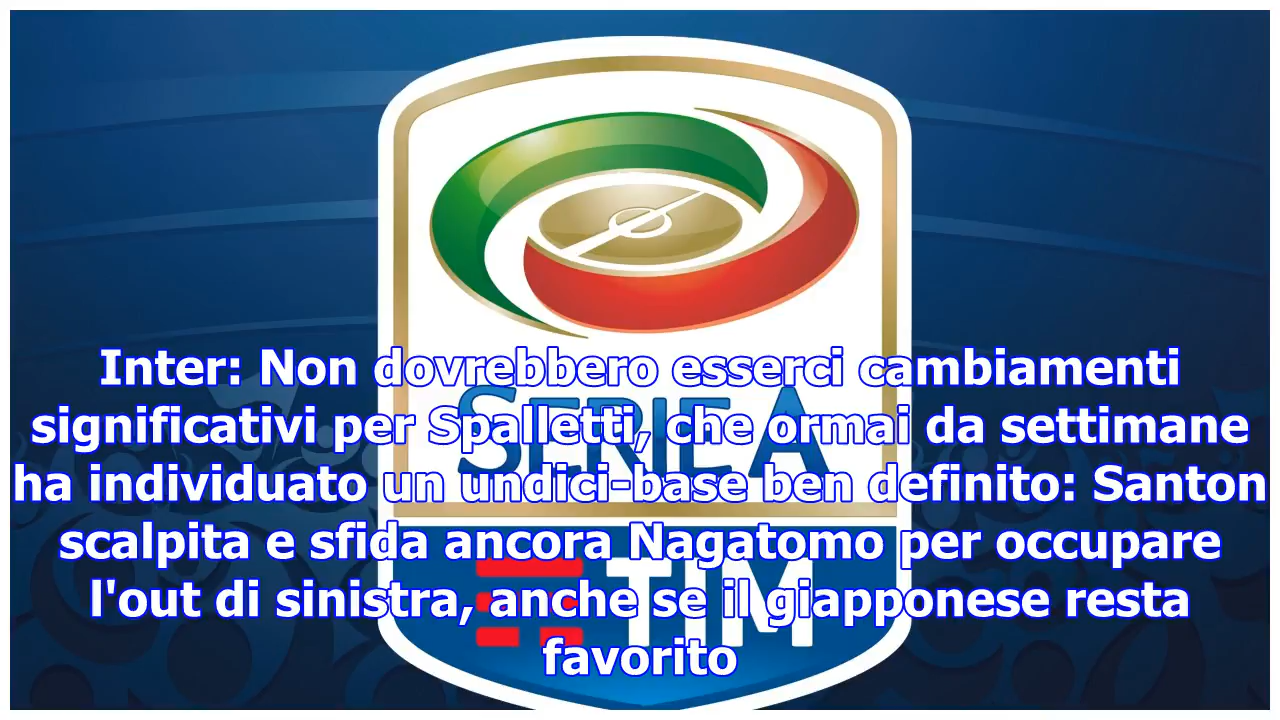 Inter: Non dovrebbero esserci cambiamenti
significativi per Spalletti, che ormai da settimane
ha individuato un undici-base ben definito: Santon
scalpita e sfida ancora Nagatomo per occupare
l'out di sinistra, anche se il giapponese resta
favorito
SERIE A
TIM